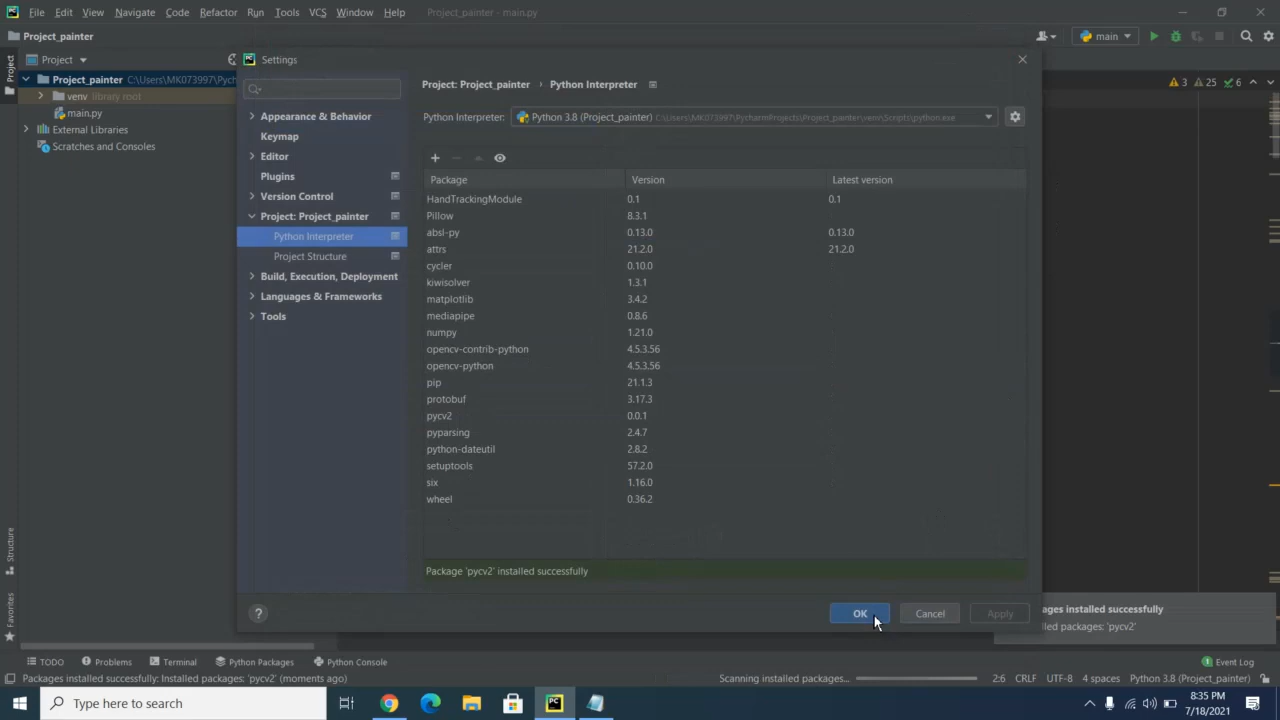 File Edit View Navigate Code Refactor Run Tools VCS Window Help Project_painter - main.py
Project_painter
main
Project
Project_painter C:\Users\MK073997\Pych
venv library root
main.py
External Libraries
Scratches and Consoles
3 25 6
Settings
Appearance & Behavior
Keymap
Editor
Plugins
Version Control
Project: Project_painter
Python Interpreter
Project Structure
Build, Execution, Deployment
Languages & Frameworks
Tools
Project: Project_painter › Python Interpreter
Python Interpreter: Python 3.8 (Project_painter) C:\Users\MK073997\PycharmProjects\Project_painter\venv\Scripts\python.exe
Package Version Latest version
HandTrackingModule 0.1 0.1
Pillow 8.3.1
absl-py 0.13.0 0.13.0
attrs 21.2.0 21.2.0
cycler 0.10.0
kiwisolver 1.3.1
matplotlib 3.4.2
mediapipe 0.8.6
numpy 1.21.0
opencv-contrib-python 4.5.3.56
opencv-python 4.5.3.56
pip 21.1.3
protobuf 3.17.3
pycv2 0.0.1
pyparsing 2.4.7
python-dateutil 2.8.2
setuptools 57.2.0
six 1.16.0
wheel 0.36.2
Package 'pycv2' installed successfully
? OK Cancel Apply
ages installed successfully
lled packages: 'pycv2'
Project
Structure
Favorites
TODO Problems Terminal Python Packages Python Console 1 Event Log
Packages installed successfully: Installed packages: 'pycv2' (moments ago) Scanning installed packages... 2:6 CRLF UTF-8 4 spaces Python 3.8 (Project_painter)
Type here to search
8:35 PM
7/18/2021